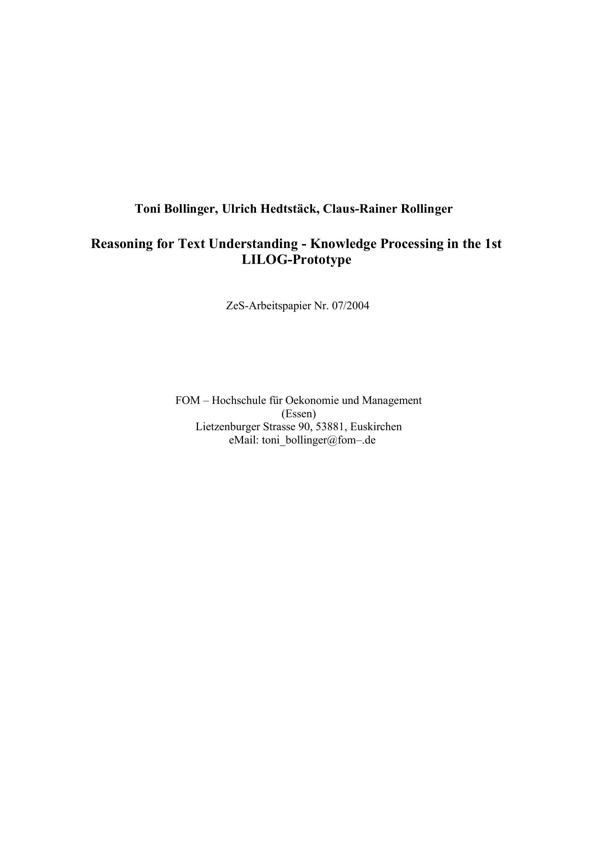 Toni Bollinger, Ulrich Hedtstäck, Claus-Rainer Rollinger
Reasoning for Text Understanding - Knowledge Processing in the 1st
LILOG-Prototype
ZeS-Arbeitspapier Nr. 07/2004
FOM – Hochschule für Oekonomie und Management
(Essen)
Lietzenburger Strasse 90, 53881, Euskirchen
eMail: toni_bollinger@fom–.de